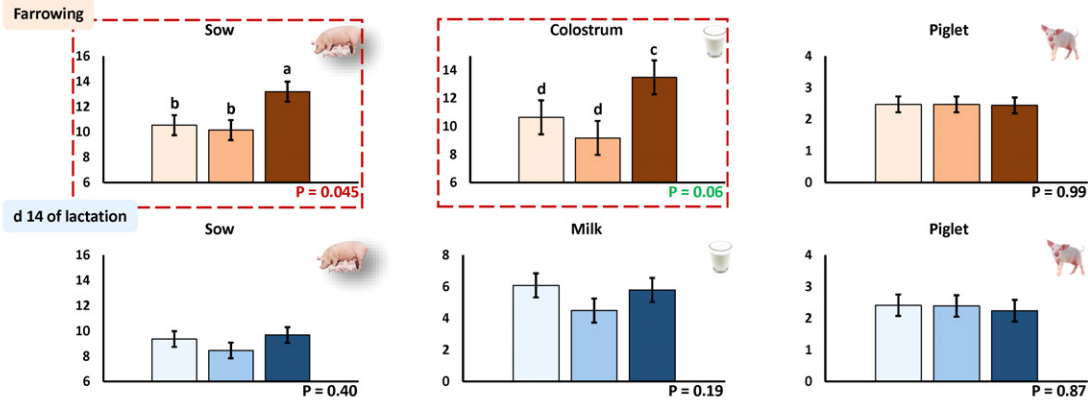 Farrowing
Sow
16
14
12
10
8
6
b
b
a
P = 0.045
Colostrum
14
12
10
8
6
d
d
c
P = 0.06
Piglet
4
3
2
1
0
P = 0.99
d 14 of lactation
Sow
16
14
12
10
8
6
P = 0.40
Milk
8
6
4
2
0
P = 0.19
Piglet
4
3
2
1
0
P = 0.87